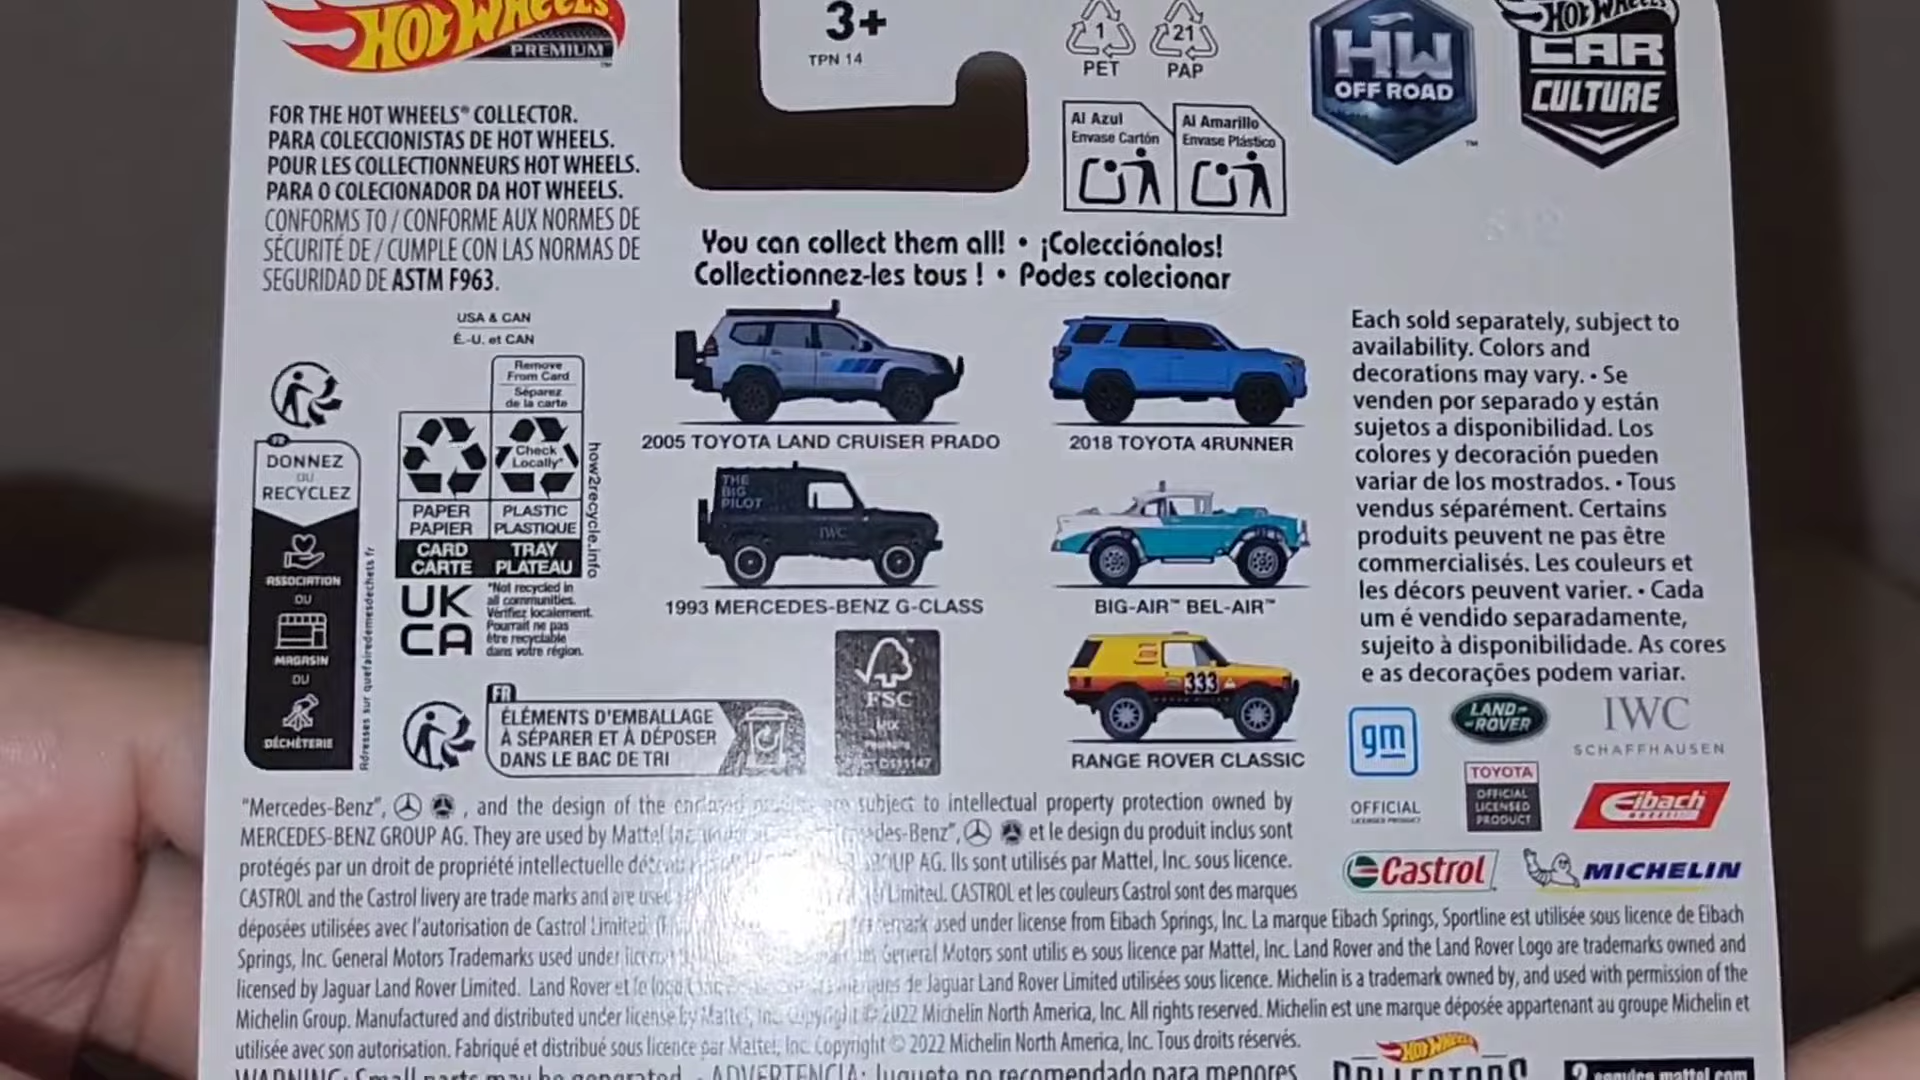 HOT WHEELS
PREMIUM
3+
TPN 14
1
PET
21
PAP
HW
OFF ROAD
HOT WHEELS
CAR
CULTURE
FOR THE HOT WHEELS® COLLECTOR.
PARA COLECCIONISTAS DE HOT WHEELS.
POUR LES COLLECTIONNEURS HOT WHEELS.
PARA O COLECIONADOR DA HOT WHEELS.
CONFORMS TO / CONFORME AUX NORMES DE
SÉCURITÉ DE / CUMPLE CON LAS NORMAS DE
SEGURIDAD DE ASTM F963.
Al Azul
Envase Cartón
Al Amarillo
Envase Plástico
You can collect them all! • ¡Colecciónalos!
Collectionnez-les tous ! • Podes colecionar
USA & CAN
É.-U. et CAN
Remove
From Card
Séparez
de la carte
Check
Locally*
PAPER
PAPIER
PLASTIC
PLASTIQUE
CARD
CARTE
TRAY
PLATEAU
how2recycle.info
*Not recycled in
all communities.
Vérifiez localement.
Pourrait ne pas
être recyclable
dans votre région.
UK
CA
FR
DONNEZ
OU
RECYCLEZ
ASSOCIATION
OU
MAGASIN
OU
DÉCHÈTERIE
Adresses sur quefairedemesdechets.fr
FR
ÉLÉMENTS D'EMBALLAGE
À SÉPARER ET À DÉPOSER
DANS LE BAC DE TRI
2005 TOYOTA LAND CRUISER PRADO
2018 TOYOTA 4RUNNER
THE
BIG
PILOT
IWC
1993 MERCEDES-BENZ G-CLASS
BIG-AIR™ BEL-AIR™
333
RANGE ROVER CLASSIC
FSC
Each sold separately, subject to
availability. Colors and
decorations may vary. • Se
venden por separado y están
sujetos a disponibilidad. Los
colores y decoración pueden
variar de los mostrados. • Tous
vendus séparément. Certains
produits peuvent ne pas être
commercialisés. Les couleurs et
les décors peuvent varier. • Cada
um é vendido separadamente,
sujeito à disponibilidade. As cores
e as decorações podem variar.
gm
OFFICIAL
LICENSED PRODUCT
LAND-
-ROVER
IWC
SCHAFFHAUSEN
TOYOTA
OFFICIAL
LICENSED
PRODUCT
Eibach
Castrol
MICHELIN
"Mercedes-Benz", , and the design of the enclosed subject to intellectual property protection owned by
MERCEDES-BENZ GROUP AG. They are used by Mattel et le design du produit inclus sont
protégés par un droit de propriété intellectuelle GROUP AG. Ils sont utilisés par Mattel, Inc. sous licence.
CASTROL and the Castrol livery are trade marks and are used Limited. CASTROL et les couleurs Castrol sont des marques
déposées utilisées avec l'autorisation de Castrol Limited. used under license from Eibach Springs, Inc. La marque Eibach Springs, Sportline est utilisée sous licence de Eibach
Springs, Inc. General Motors Trademarks used under General Motors sont utilis es sous licence par Mattel, Inc. Land Rover and the Land Rover Logo are trademarks owned and
licensed by Jaguar Land Rover Limited. Land Rover et le logo de Jaguar Land Rover Limited utilisées sous licence. Michelin is a trademark owned by, and used with permission of the
Michelin Group. Manufactured and distributed under license by Mattel, Inc. Copyright © 2022 Michelin North America, Inc. All rights reserved. Michelin est une marque déposée appartenant au groupe Michelin et
utilisée avec son autorisation. Fabriqué et distribué sous licence par Mattel, Inc. Copyright © 2022 Michelin North America, Inc. Tous droits réservés.
WARNING: Small parts may be generated. • ADVERTENCIA: Juguete no recomendado para menores
HOT WHEELS
COLLECTORS
service.mattel.com